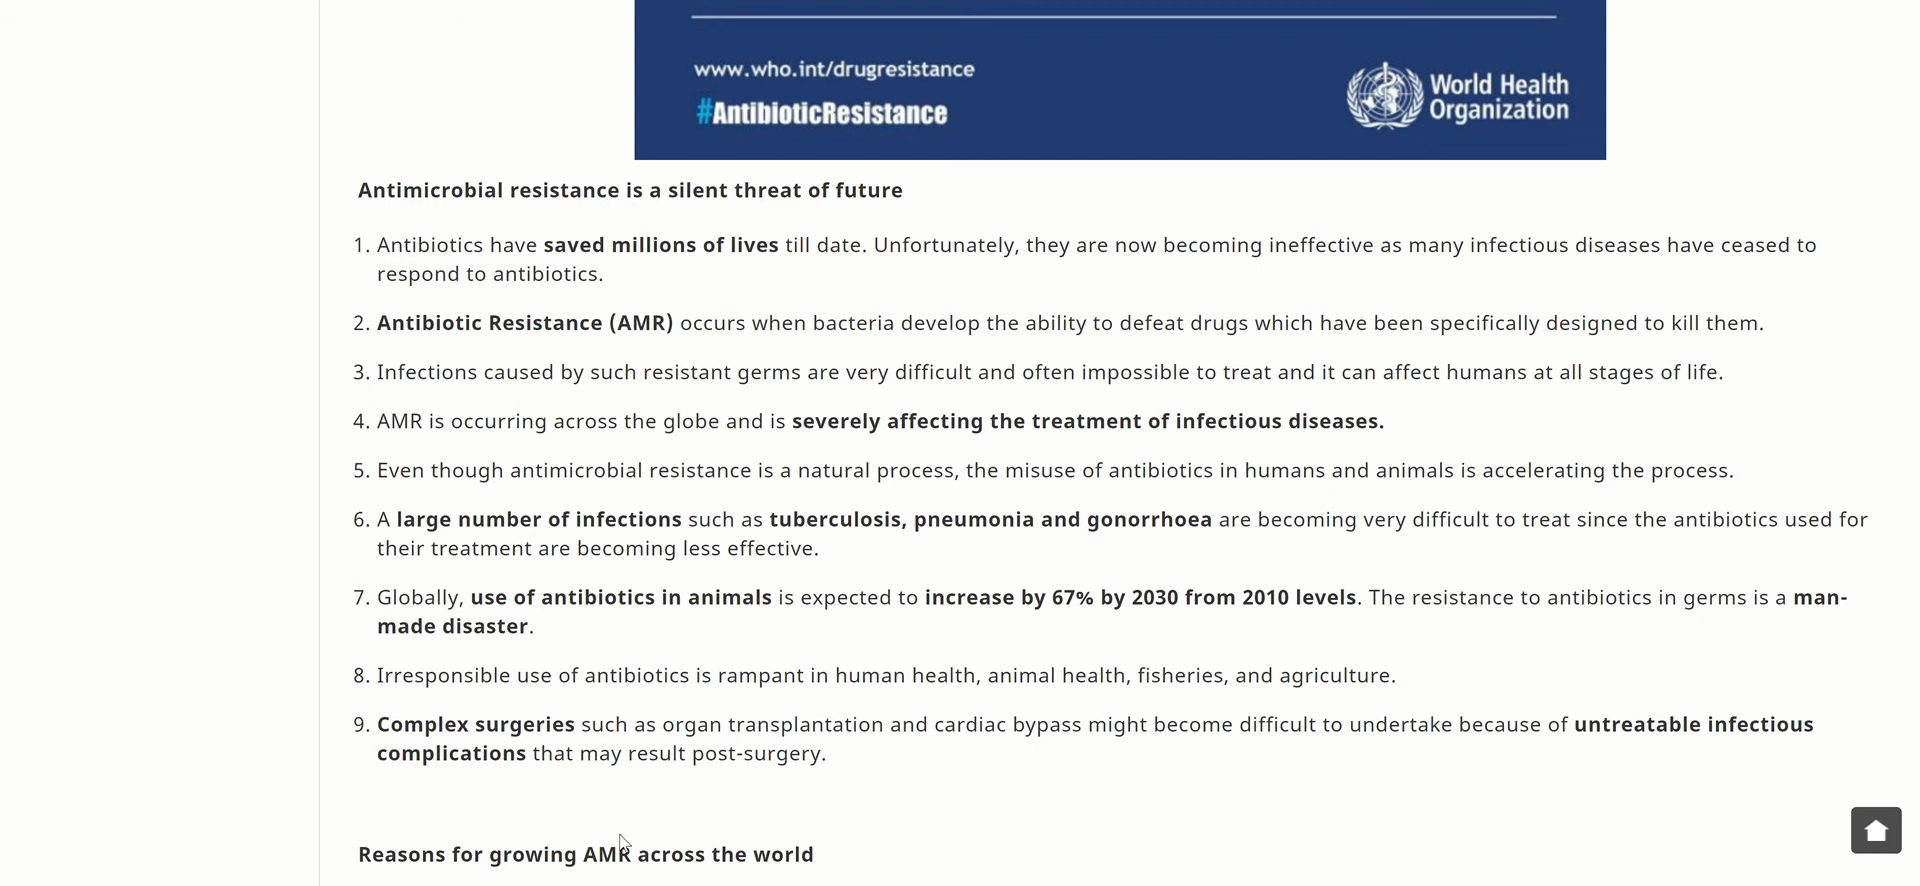 www.who.int/drugresistance
#AntibioticResistance
World Health
Organization
Antimicrobial resistance is a silent threat of future
1. Antibiotics have saved millions of lives till date. Unfortunately, they are now becoming ineffective as many infectious diseases have ceased to
respond to antibiotics.
2. Antibiotic Resistance (AMR) occurs when bacteria develop the ability to defeat drugs which have been specifically designed to kill them.
3. Infections caused by such resistant germs are very difficult and often impossible to treat and it can affect humans at all stages of life.
4. AMR is occurring across the globe and is severely affecting the treatment of infectious diseases.
5. Even though antimicrobial resistance is a natural process, the misuse of antibiotics in humans and animals is accelerating the process.
6. A large number of infections such as tuberculosis, pneumonia and gonorrhoea are becoming very difficult to treat since the antibiotics used for
their treatment are becoming less effective.
7. Globally, use of antibiotics in animals is expected to increase by 67% by 2030 from 2010 levels. The resistance to antibiotics in germs is a man-
made disaster.
8. Irresponsible use of antibiotics is rampant in human health, animal health, fisheries, and agriculture.
9. Complex surgeries such as organ transplantation and cardiac bypass might become difficult to undertake because of untreatable infectious
complications that may result post-surgery.
Reasons for growing AMR across the world